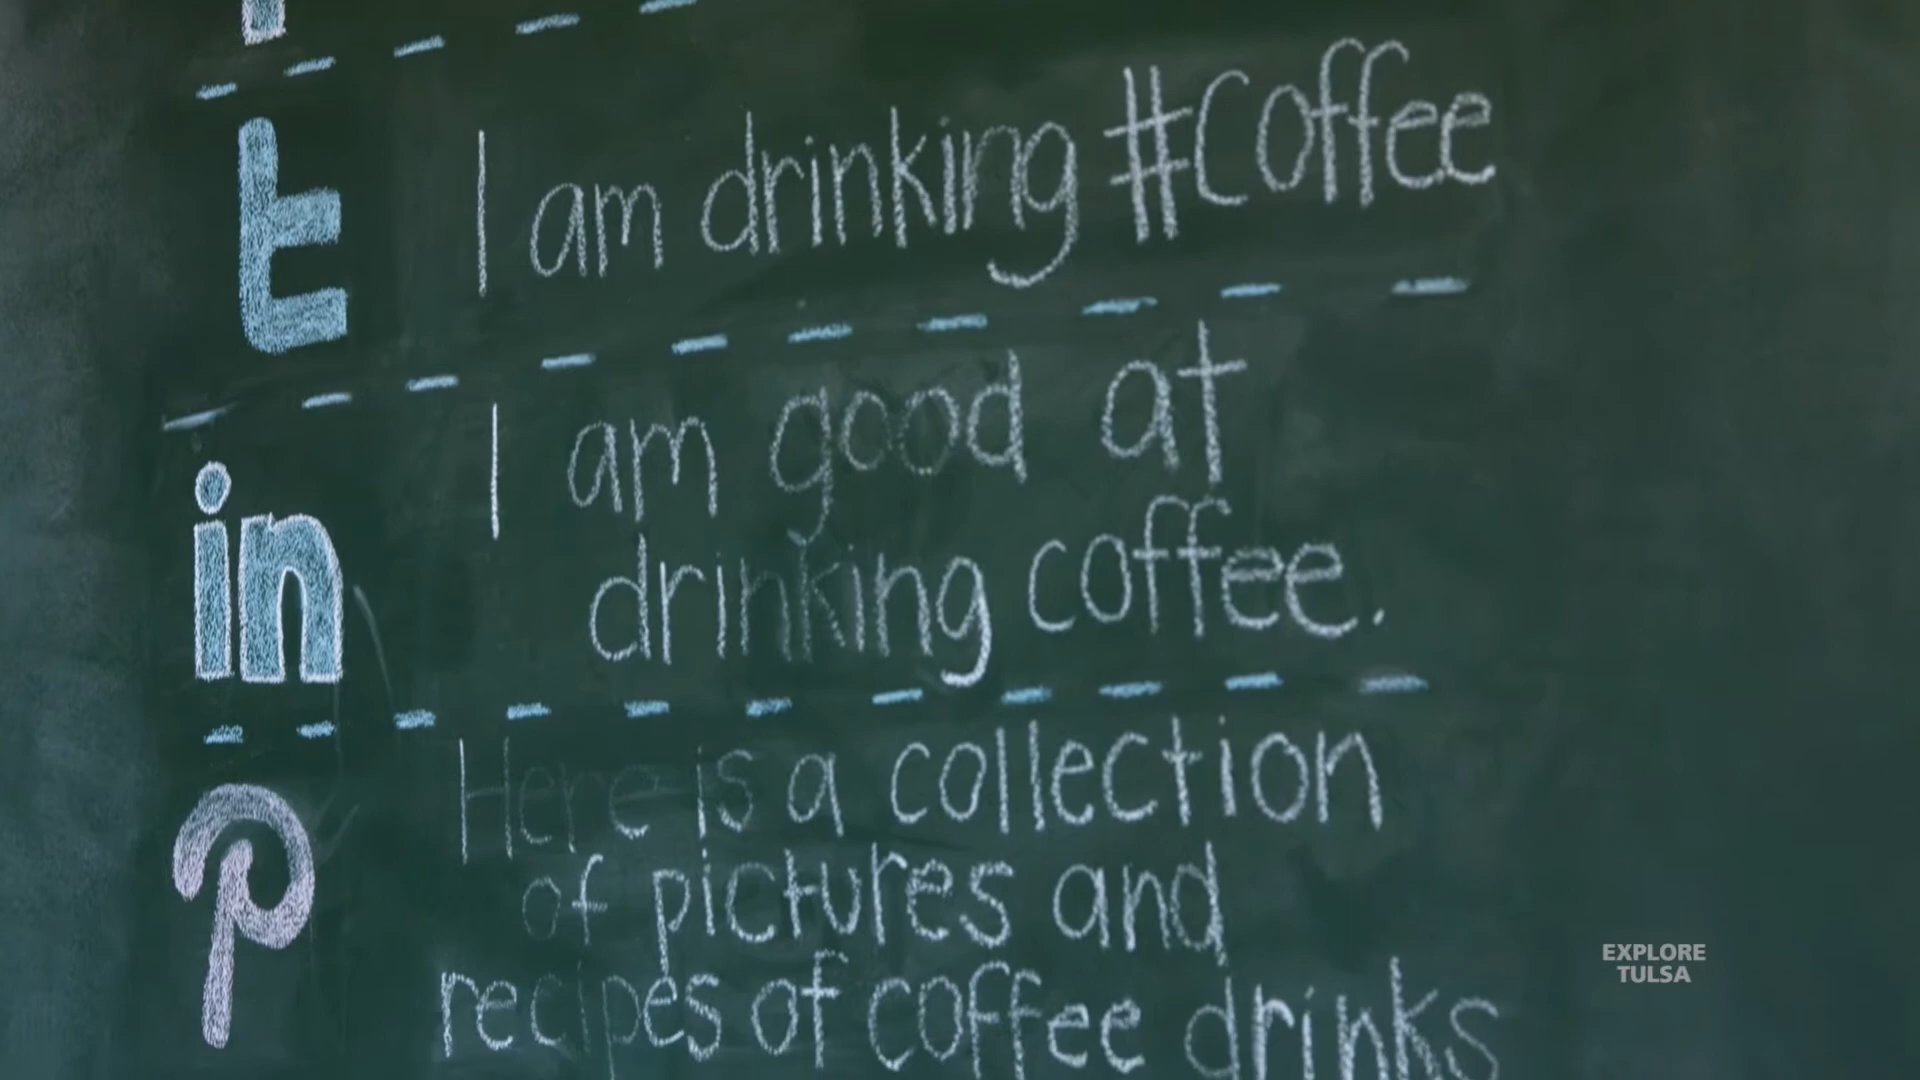 t I am drinking #Coffee
in I am good at
drinking coffee.
P Here is a collection
of pictures and
recipes of coffee drinks
EXPLORE
TULSA